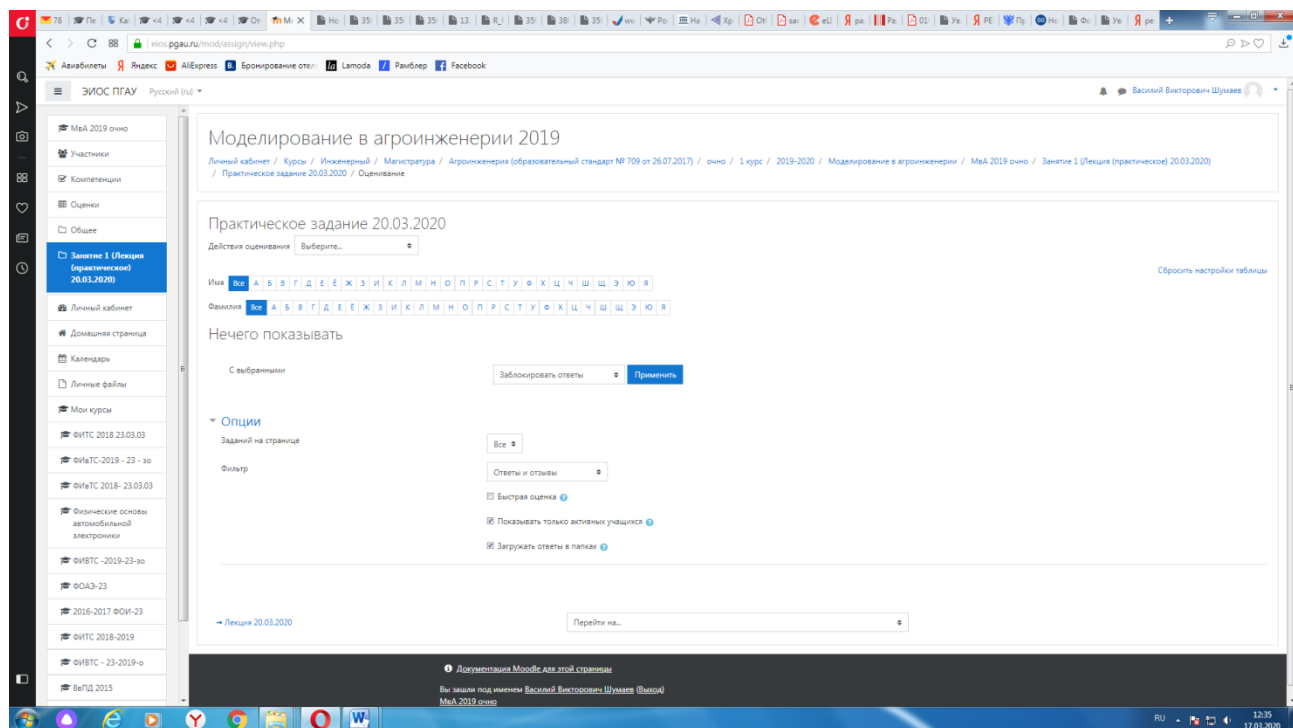 eios.pgau.ru/mod/assign/view.php
Авиабилеты Яндекс AliExpress Бронирование отел Lamoda Рамблер Facebook
ЭИОС ПГАУ Русский (ru)
Василий Викторович Шумаев
МвА 2019 очно
Участники
Компетенции
Оценки
Общее
Занятие 1 (Лекция
(практическое)
20.03.2020)
Личный кабинет
Домашняя страница
Календарь
Личные файлы
Мои курсы
ФИТС 2018 23.03.03
ФИвТС-2019 - 23 - зо
ФИвТС 2018- 23.03.03
Физические основы
автомобильной
электроники
ФИВТС -2019-23-зо
ФОАЭ-23
2016-2017 ФОИ-23
ФИТС 2018-2019
ФИВТС - 23-2019-о
ВвПД 2015
Моделирование в агроинженерии 2019
Личный кабинет / Курсы / Инженерный / Магистратура / Агроинженерия (образовательный стандарт № 709 от 26.07.2017) / очно / 1 курс / 2019-2020 / Моделирование в агроинженерии / МвА 2019 очно / Занятие 1 (Лекция (практическое) 20.03.2020)
/ Практическое задание 20.03.2020 / Оценивание
Практическое задание 20.03.2020
Действия оценивания Выберите...
Сбросить настройки таблицы
Имя Все А Б В Г Д Е Ё Ж З И К Л М Н О П Р С Т У Ф Х Ц Ч Ш Щ Э Ю Я
Фамилия Все А Б В Г Д Е Ё Ж З И К Л М Н О П Р С Т У Ф Х Ц Ч Ш Щ Э Ю Я
Нечего показывать
С выбранными Заблокировать ответы Применить
Опции
Заданий на странице Все
Фильтр Ответы и отзывы
Быстрая оценка
Показывать только активных учащихся
Загружать ответы в папках
Лекция 20.03.2020 Перейти на...
Документация Moodle для этой страницы
Вы зашли под именем Василий Викторович Шумаев (Выход)
МвА 2019 очно
RU 12:35
17.03.2020